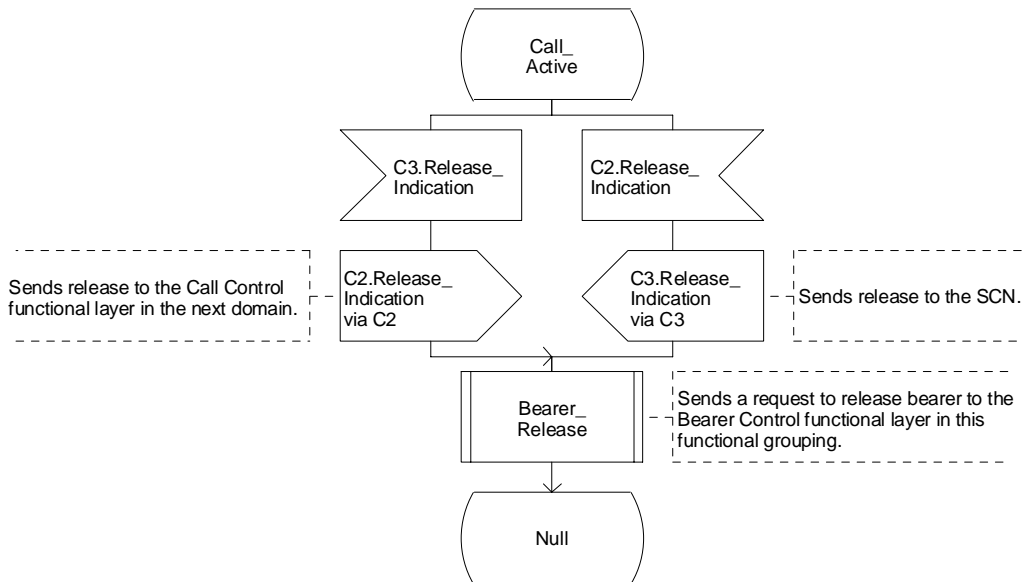 Call_
Active
C3.Release_
Indication
C2.Release_
Indication
Sends release to the Call Control
functional layer in the next domain.
C2.Release_
Indication
via C2
C3.Release_
Indication
via C3
Sends release to the SCN.
Bearer_
Release
Sends a request to release bearer to the
Bearer Control functional layer in this
functional grouping.
Null